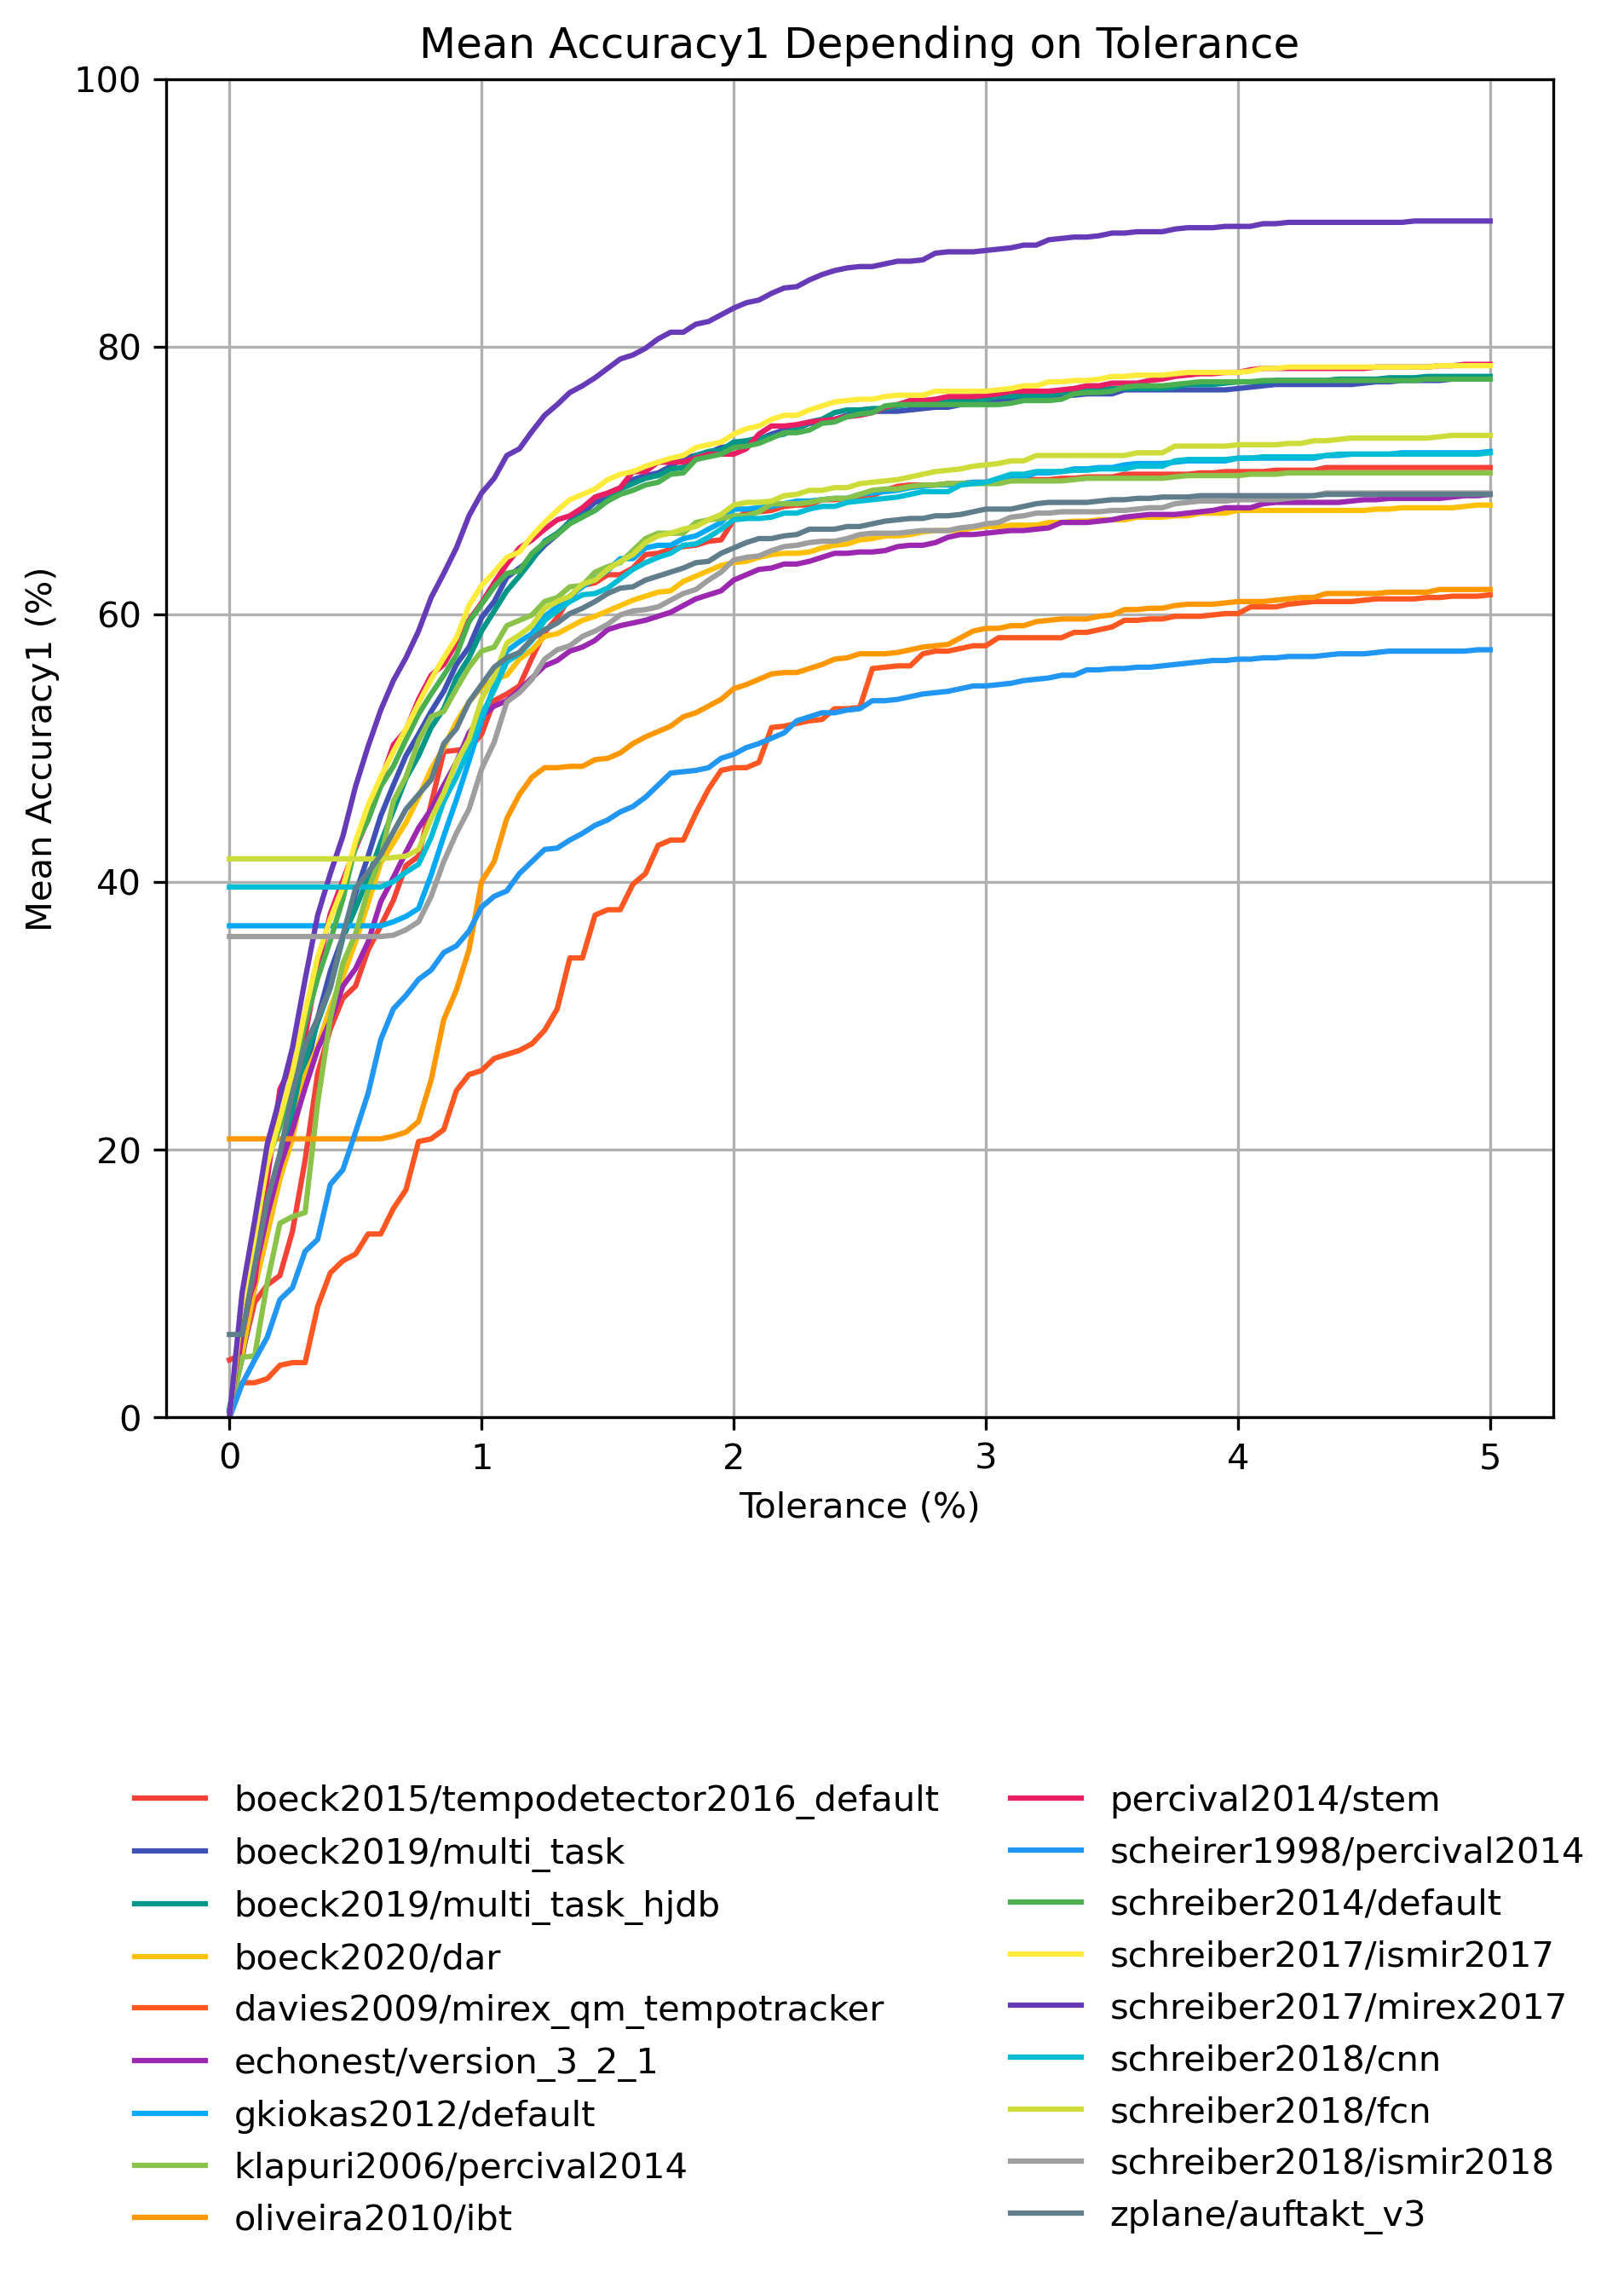 Mean Accuracy1 Depending on Tolerance
100
80
60
40
20
0
Mean Accuracy1 (%)
0 1 2 3 4 5
Tolerance (%)
boeck2015/tempodetector2016_default
boeck2019/multi_task
boeck2019/multi_task_hjdb
boeck2020/dar
davies2009/mirex_qm_tempotracker
echonest/version_3_2_1
gkiokas2012/default
klapuri2006/percival2014
oliveira2010/ibt
percival2014/stem
scheirer1998/percival2014
schreiber2014/default
schreiber2017/ismir2017
schreiber2017/mirex2017
schreiber2018/cnn
schreiber2018/fcn
schreiber2018/ismir2018
zplane/auftakt_v3